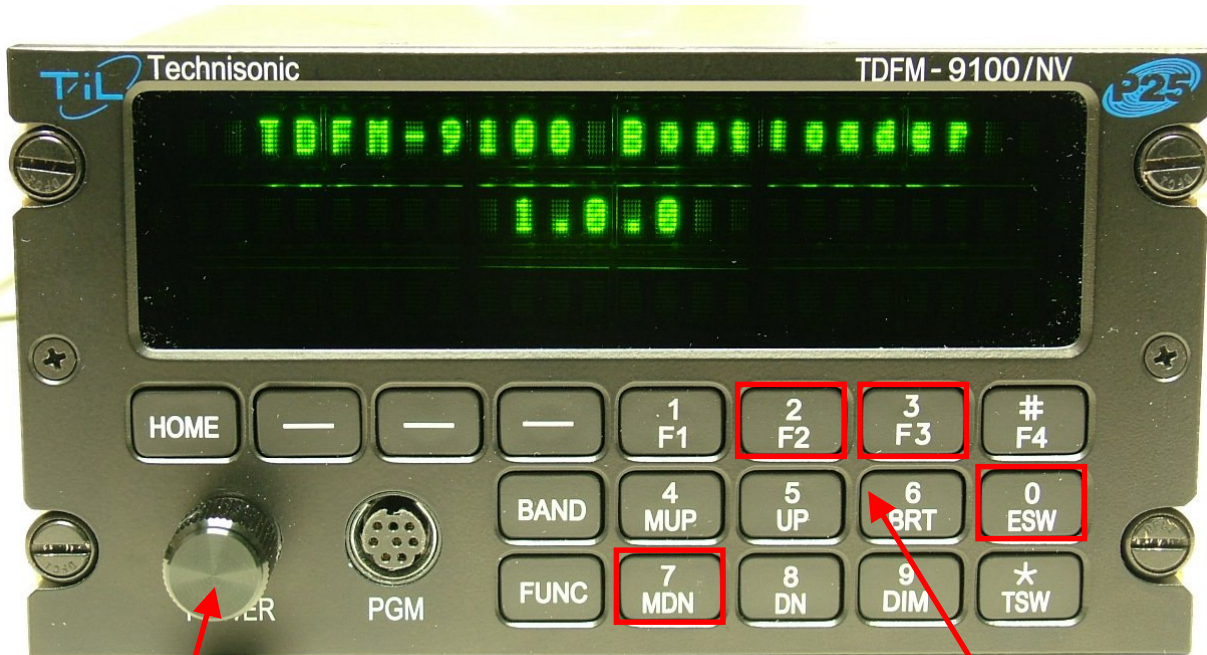 TiL Technisonic TDFM-9100/NV P25
TDFM-9100 Bootloader
1.0.0
HOME — — — 1 2 3 #
F1 F2 F3 F4
BAND 4 5 6 0
MUP UP BRT ESW
FUNC 7 8 9 *
MDN DN DIM TSW
PGM